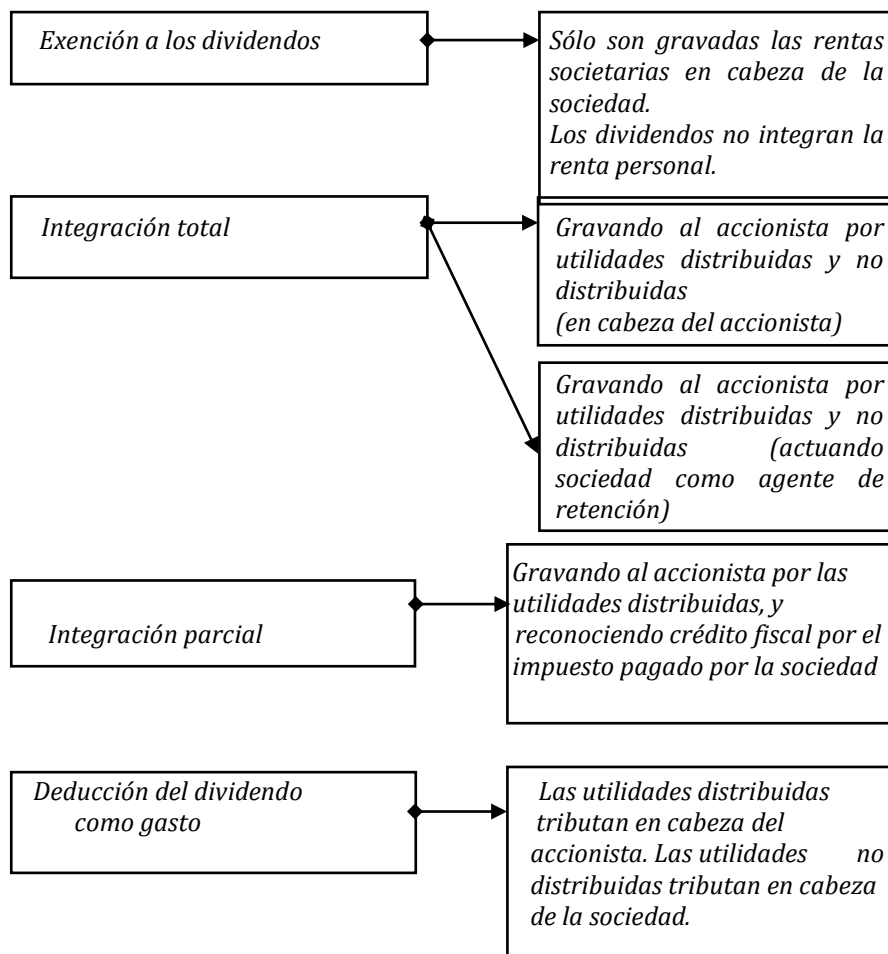 Exención a los dividendos
Sólo son gravadas las rentas
societarias en cabeza de la
sociedad.
Los dividendos no integran la
renta personal.
Integración total
Gravando al accionista por
utilidades distribuidas y no
distribuidas
(en cabeza del accionista)
Gravando al accionista por
utilidades distribuidas y no
distribuidas (actuando
sociedad como agente de
retención)
Integración parcial
Gravando al accionista por las
utilidades distribuidas, y
reconociendo crédito fiscal por el
impuesto pagado por la sociedad
Deducción del dividendo
como gasto
Las utilidades distribuidas
tributan en cabeza del
accionista. Las utilidades no
distribuidas tributan en cabeza
de la sociedad.